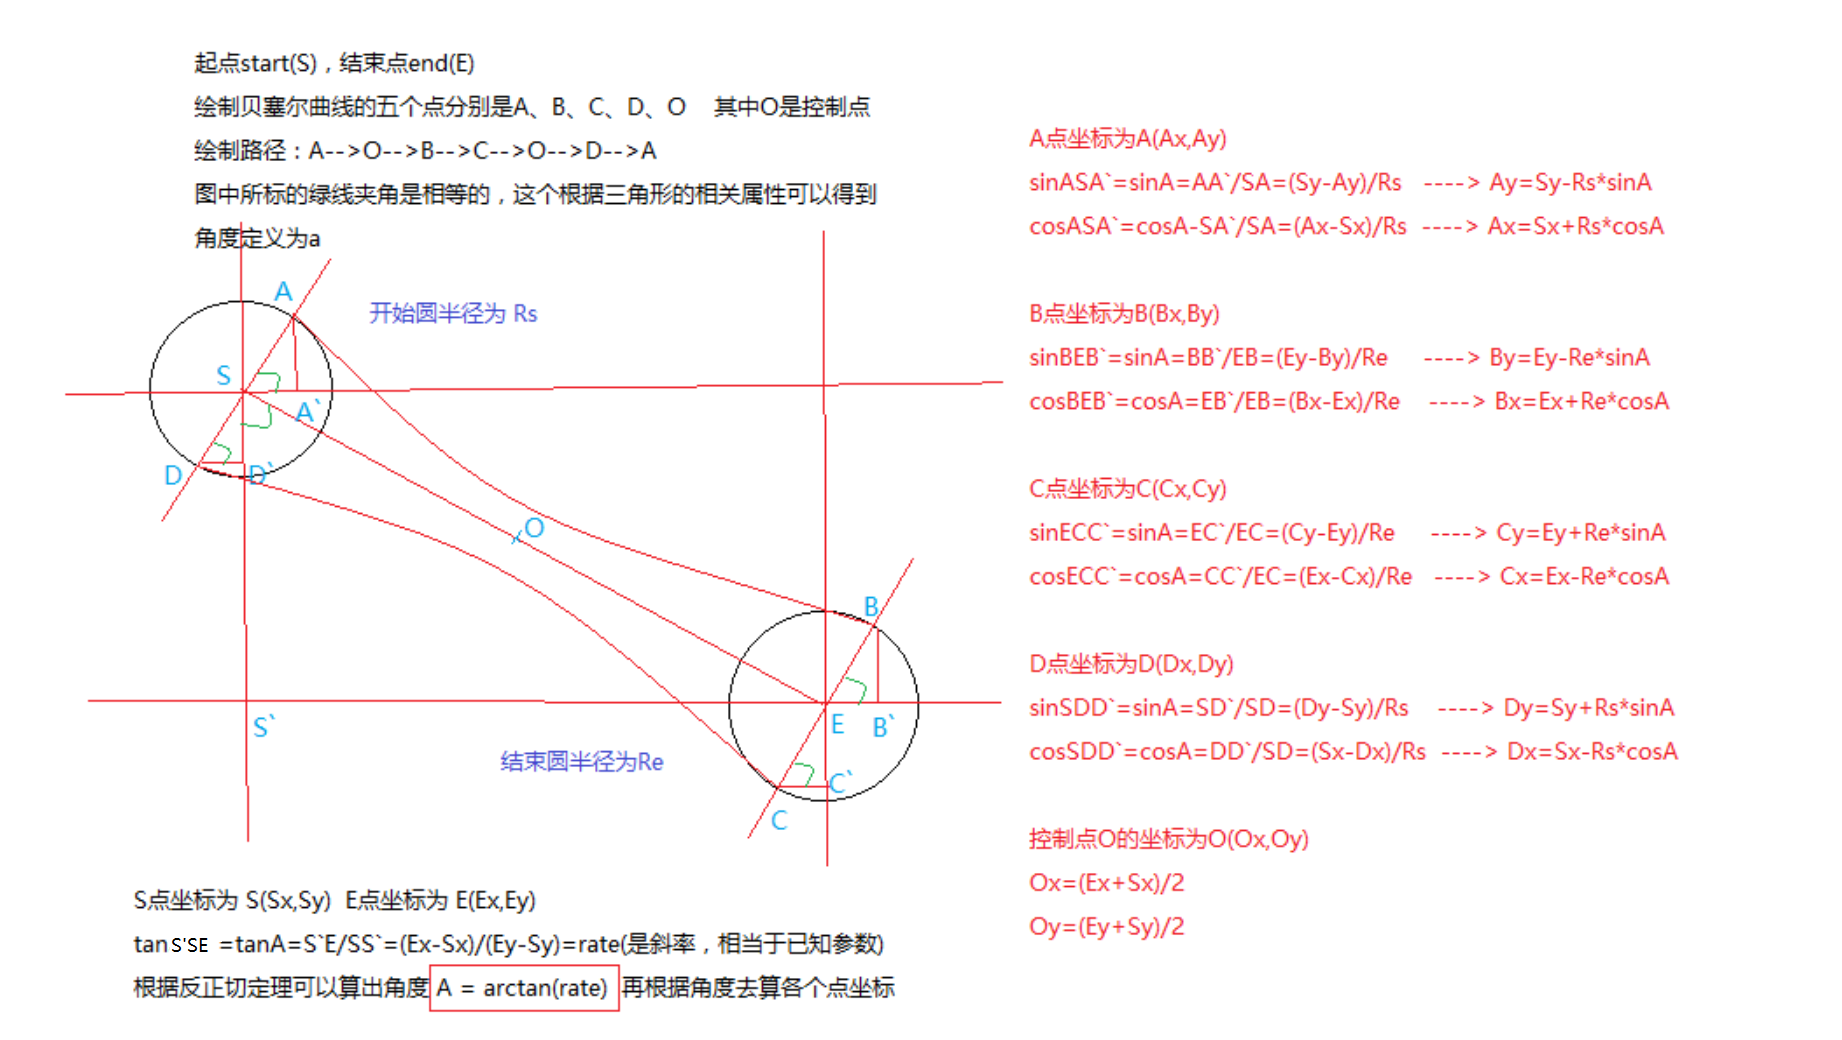 起点start(S)，结束点end(E)
绘制贝塞尔曲线的五个点分别是A、B、C、D、O 其中O是控制点
绘制路径：A-->O-->B-->C-->O-->D-->A
图中所标的绿线夹角是相等的，这个根据三角形的相关属性可以得到
角度定义为a
A
开始圆半径为 Rs
S
A`
D
D`
O
B
S`
E
B`
结束圆半径为Re
C`
C
S点坐标为 S(Sx,Sy) E点坐标为 E(Ex,Ey)
tan S'SE =tanA=S`E/SS`=(Ex-Sx)/(Ey-Sy)=rate(是斜率，相当于已知参数)
根据反正切定理可以算出角度 A = arctan(rate) 再根据角度去算各个点坐标
A点坐标为A(Ax,Ay)
sinASA`=sinA=AA`/SA=(Sy-Ay)/Rs ----> Ay=Sy-Rs*sinA
cosASA`=cosA-SA`/SA=(Ax-Sx)/Rs ----> Ax=Sx+Rs*cosA
B点坐标为B(Bx,By)
sinBEB`=sinA=BB`/EB=(Ey-By)/Re ----> By=Ey-Re*sinA
cosBEB`=cosA=EB`/EB=(Bx-Ex)/Re ----> Bx=Ex+Re*cosA
C点坐标为C(Cx,Cy)
sinECC`=sinA=EC`/EC=(Cy-Ey)/Re ----> Cy=Ey+Re*sinA
cosECC`=cosA=CC`/EC=(Ex-Cx)/Re ----> Cx=Ex-Re*cosA
D点坐标为D(Dx,Dy)
sinSDD`=sinA=SD`/SD=(Dy-Sy)/Rs ----> Dy=Sy+Rs*sinA
cosSDD`=cosA=DD`/SD=(Sx-Dx)/Rs ----> Dx=Sx-Rs*cosA
控制点O的坐标为O(Ox,Oy)
Ox=(Ex+Sx)/2
Oy=(Ey+Sy)/2